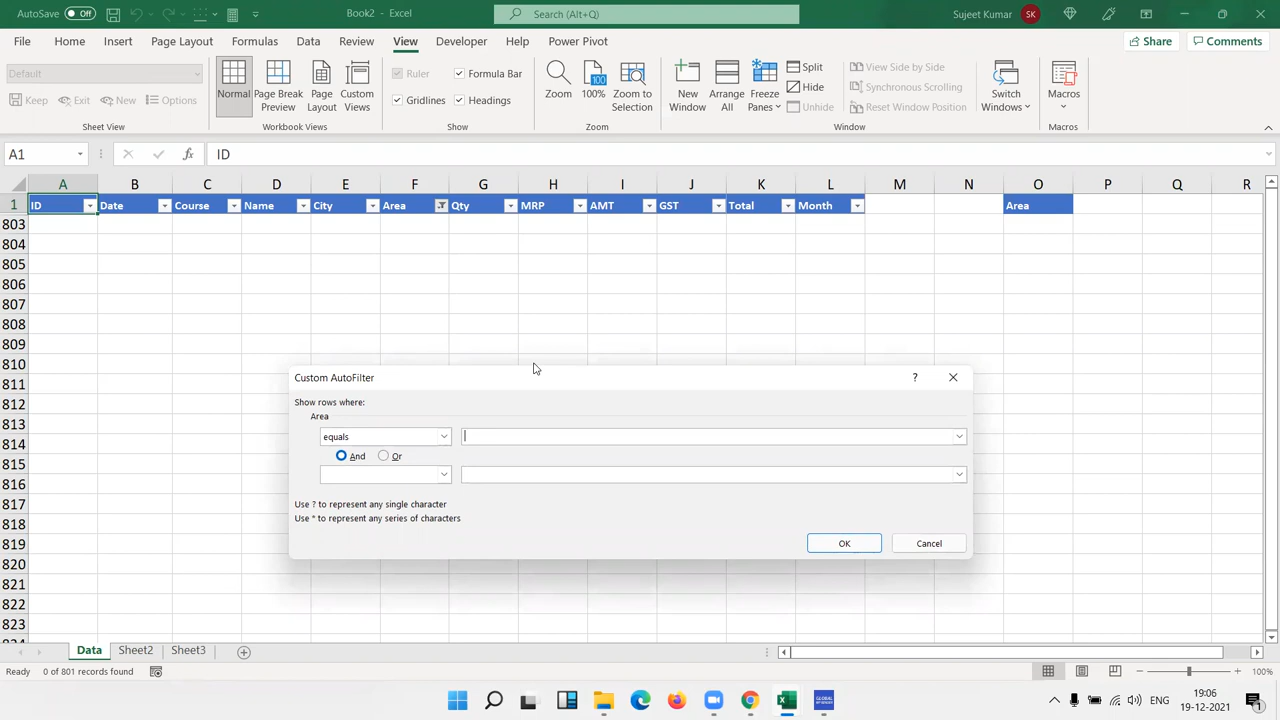 AutoSave Off Book2 - Excel Search (Alt+Q) Sujeet Kumar SK
File Home Insert Page Layout Formulas Data Review View Developer Help Power Pivot Share Comments
Default
Keep Exit New Options
Sheet View
Normal
Page Break Preview
Page Layout
Custom Views
Workbook Views
Ruler Formula Bar
Gridlines Headings
Show
Zoom
100
100%
Zoom to Selection
Zoom
New Window
Arrange All
Freeze Panes
Split
Hide
Unhide
View Side by Side
Synchronous Scrolling
Reset Window Position
Window
Switch Windows
Macros
Macros
A1 fx ID
A B C D E F G H I J K L M N O P Q R
1 ID Date Course Name City Area Qty MRP AMT GST Total Month Area
803
804
805
806
807
808
809
810
811
812
813
814
815
816
817
818
819
820
821
822
823
Custom AutoFilter ?
Show rows where:
Area
equals
And Or
Use ? to represent any single character
Use * to represent any series of characters
OK Cancel
Data Sheet2 Sheet3
Ready 0 of 801 records found 100%
ENG 19:06
19-12-2021
1